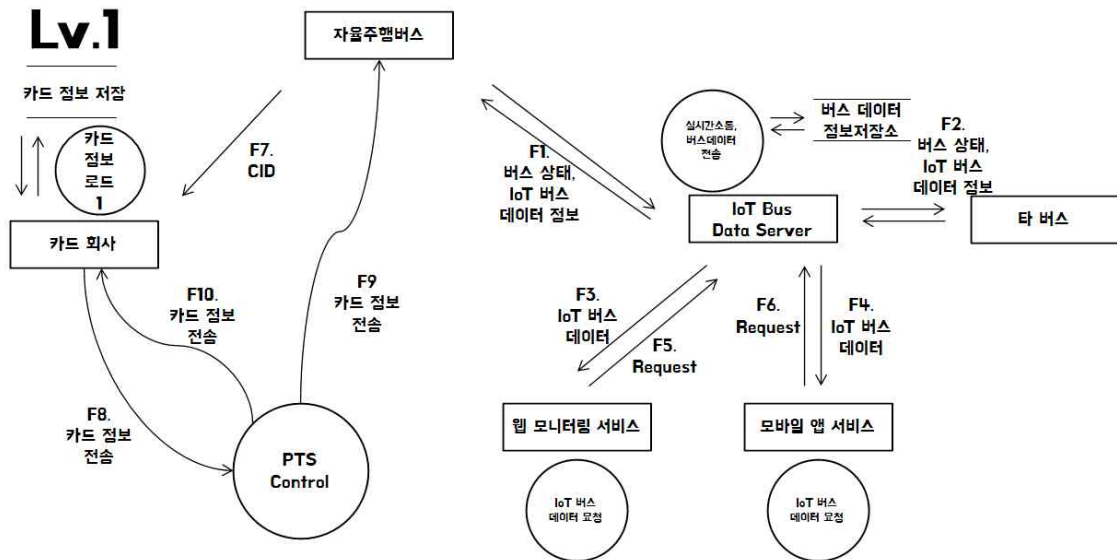 Lv.1
카드 정보 저장
카드
정보
로드
1
카드 회사
자율주행버스
F7.
CID
F1.
버스 상태,
IoT 버스
데이터 정보
실시간소통,
버스데이터
전송
버스 데이터
정보저장소
F2.
버스 상태,
IoT 버스
데이터 정보
IoT Bus
Data Server
타 버스
F10.
카드 정보
전송
F9
카드 정보
전송
F8.
카드 정보
전송
PTS
Control
F3.
IoT 버스
데이터
F5.
Request
F6.
Request
F4.
IoT 버스
데이터
웹 모니터링 서비스
모바일 앱 서비스
IoT 버스
데이터 요청
IoT 버스
데이터 요청